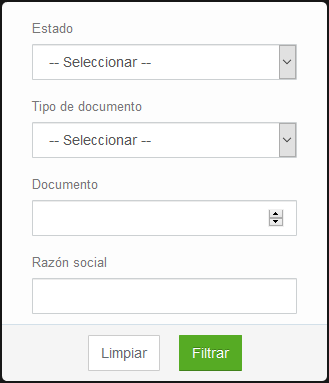 Estado
-- Seleccionar --
Tipo de documento
-- Seleccionar --
Documento
Razón social
Limpiar Filtrar